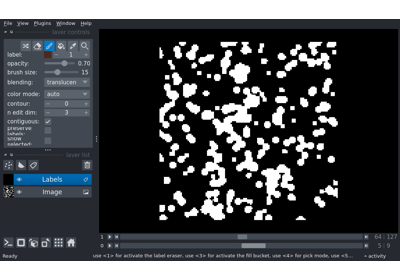 File View Plugins Window Help
layer controls
label: 1
opacity: 0.70
brush size: 15
blending: translucen
color mode: auto
contour: 0
n edit dim: 3
contiguous:
preserve
labels:
show
selected:
layer list
Labels
Image
1 64 127
0 5 9
Ready use <1> for activate the label eraser, use <2> for activate the fill bucket, use <4> for pick mode, use <5... activity